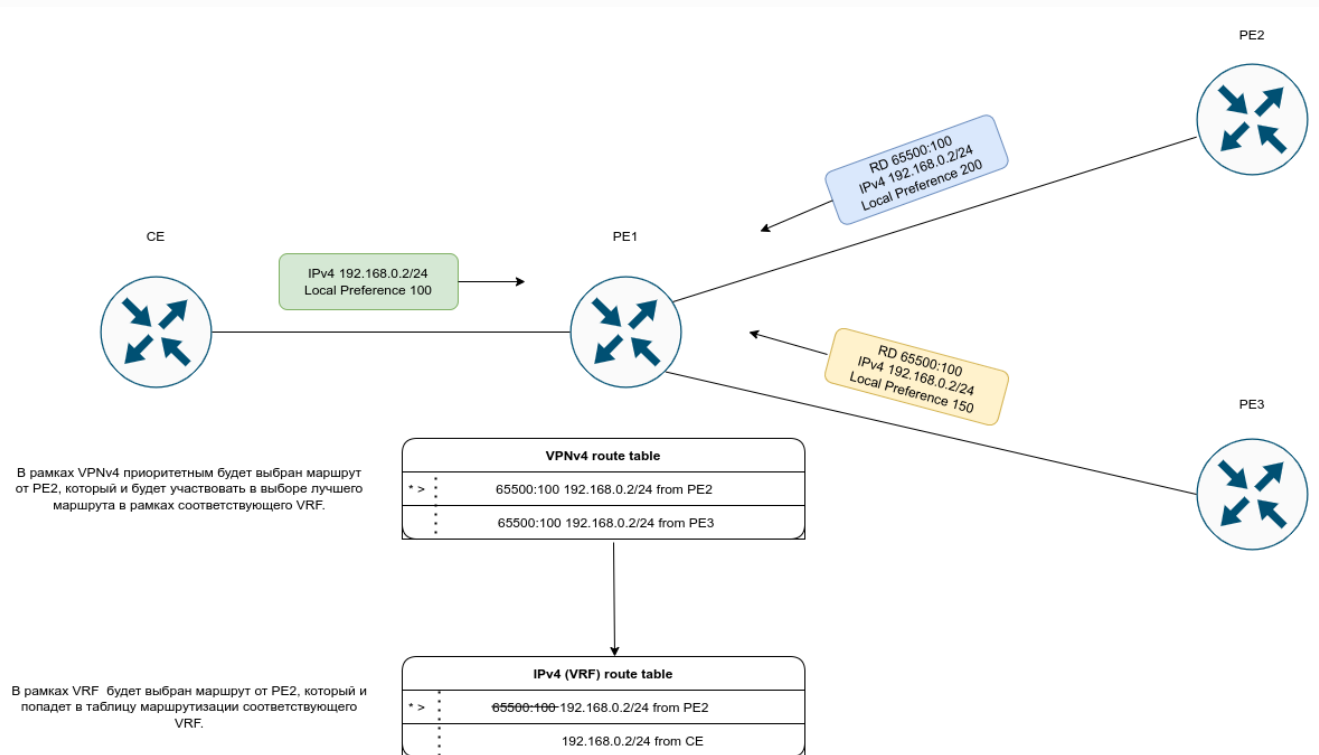 PE2
RD 65500:100
IPv4 192.168.0.2/24
Local Preference 200
CE
PE1
IPv4 192.168.0.2/24
Local Preference 100
RD 65500:100
IPv4 192.168.0.2/24
Local Preference 150
PE3
В рамках VPNv4 приоритетным будет выбран маршрут
от PE2, который и будет участвовать в выборе лучшего
маршрута в рамках соответствующего VRF.
VPNv4 route table
* > 65500:100 192.168.0.2/24 from PE2
65500:100 192.168.0.2/24 from PE3
В рамках VRF будет выбран маршрут от PE2, который и
попадет в таблицу маршрутизации соответствующего
VRF.
IPv4 (VRF) route table
* > 65500:100 192.168.0.2/24 from PE2
192.168.0.2/24 from CE